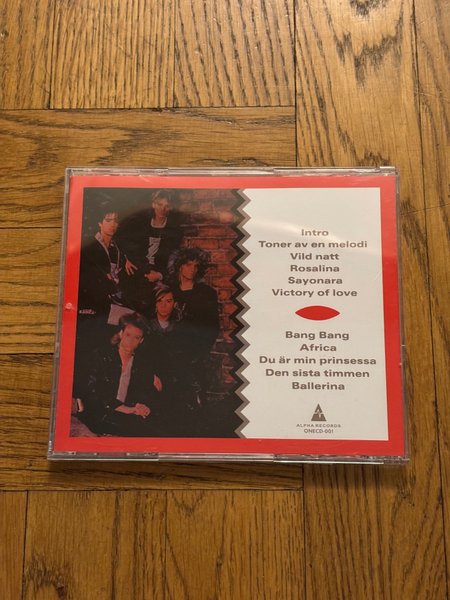 Intro
Toner av en melodi
Vild natt
Rosalina
Sayonara
Victory of love
Bang Bang
Africa
Du är min prinsessa
Den sista timmen
Ballerina
ALPHA RECORDS
ONECD-001